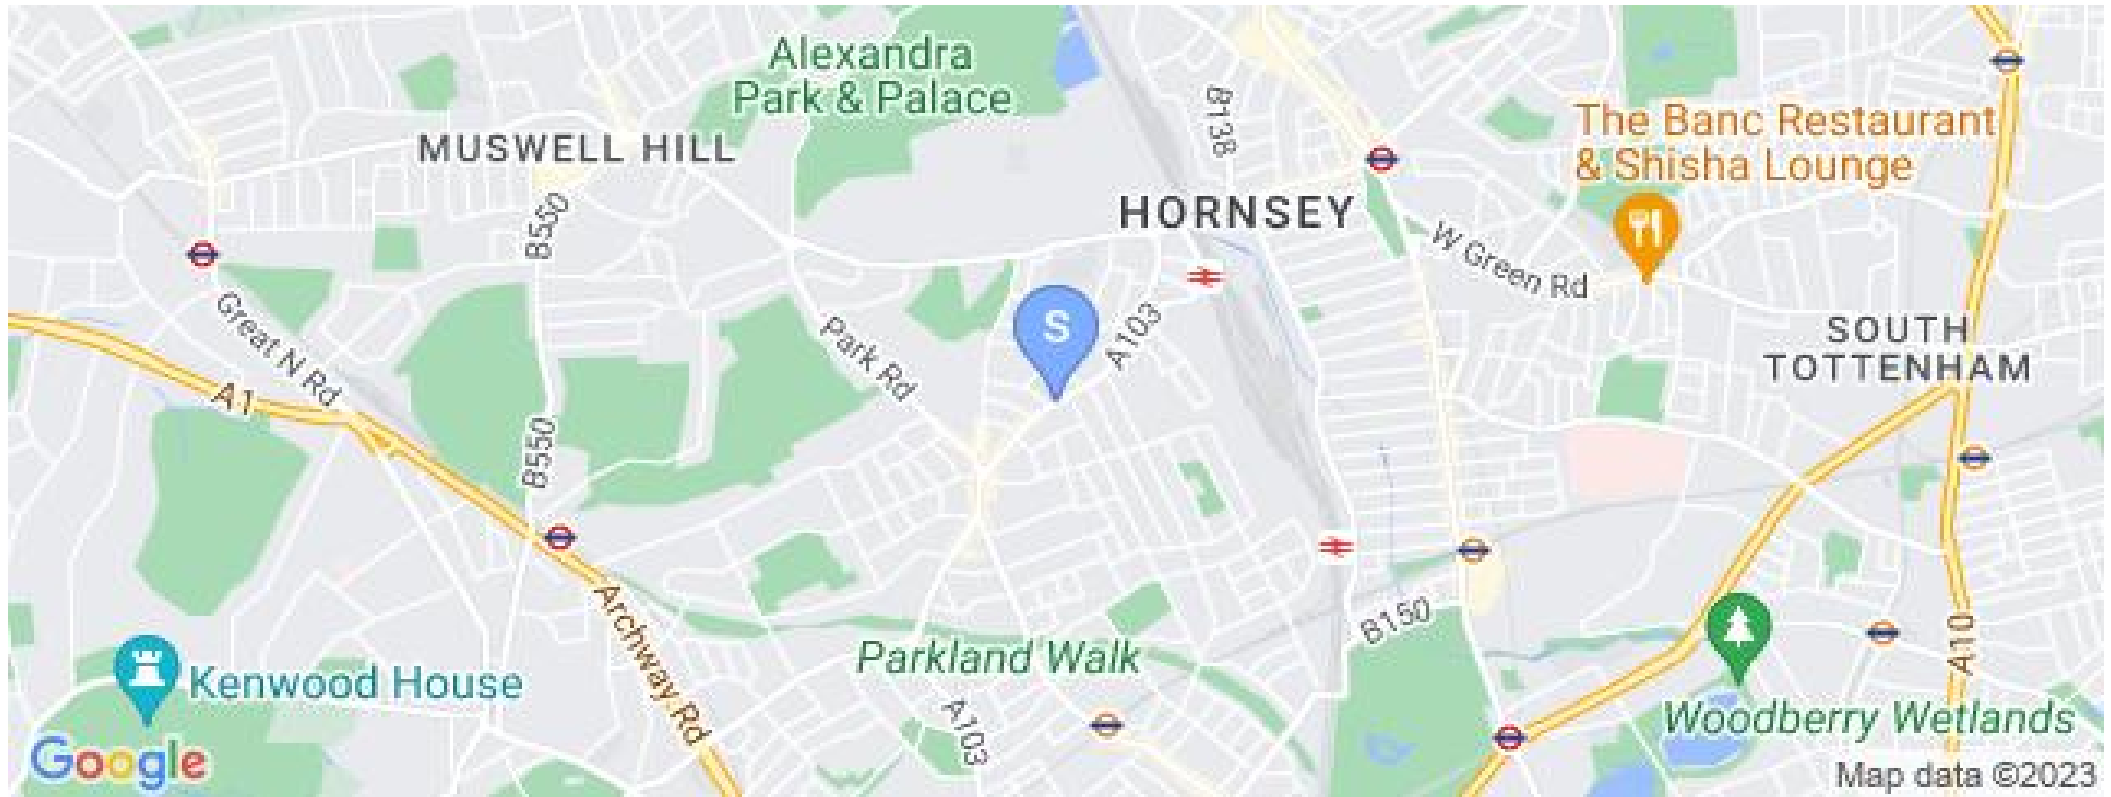 Alexandra
Park & Palace
B138
The Banc Restaurant
& Shisha Lounge
MUSWELL HILL
HORNSEY
B550
W Green Rd
Great N Rd
S
A103
Park Rd
SOUTH
TOTTENHAM
A1
B550
Archway Rd
B150
Parkland Walk
A10
Kenwood House
A103
Woodberry Wetlands
Google
Map data ©2023